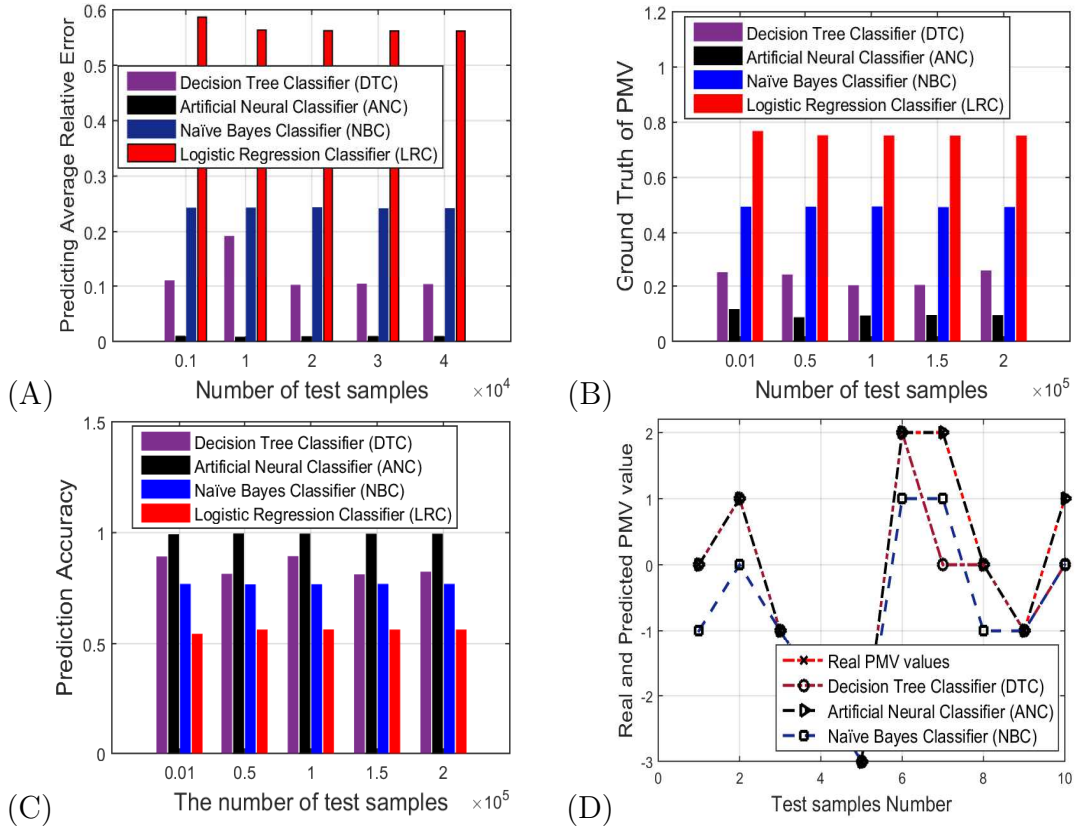 0.6
0.5
0.4
0.3
0.2
0.1
0
Predicting Average Relative Error
Decision Tree Classifier (DTC)
Artificial Neural Classifier (ANC)
Naïve Bayes Classifier (NBC)
Logistic Regression Classifier (LRC)
0.1 1 2 3 4
Number of test samples ×10⁴
(A)
1.2
1
0.8
0.6
0.4
0.2
0
Ground Truth of PMV
Decision Tree Classifier (DTC)
Artificial Neural Classifier (ANC)
Naïve Bayes Classifier (NBC)
Logistic Regression Classifier (LRC)
0.01 0.5 1 1.5 2
Number of test samples ×10⁵
(B)
1.5
1
0.5
0
Prediction Accuracy
Decision Tree Classifier (DTC)
Artificial Neural Classifier (ANC)
Naïve Bayes Classifier (NBC)
Logistic Regression Classifier (LRC)
0.01 0.5 1 1.5 2
The number of test samples ×10⁵
(C)
2
1
0
-1
-2
-3
Real and Predicted PMV value
Real PMV values
Decision Tree Classifier (DTC)
Artificial Neural Classifier (ANC)
Naïve Bayes Classifier (NBC)
0 2 4 6 8 10
Test samples Number
(D)